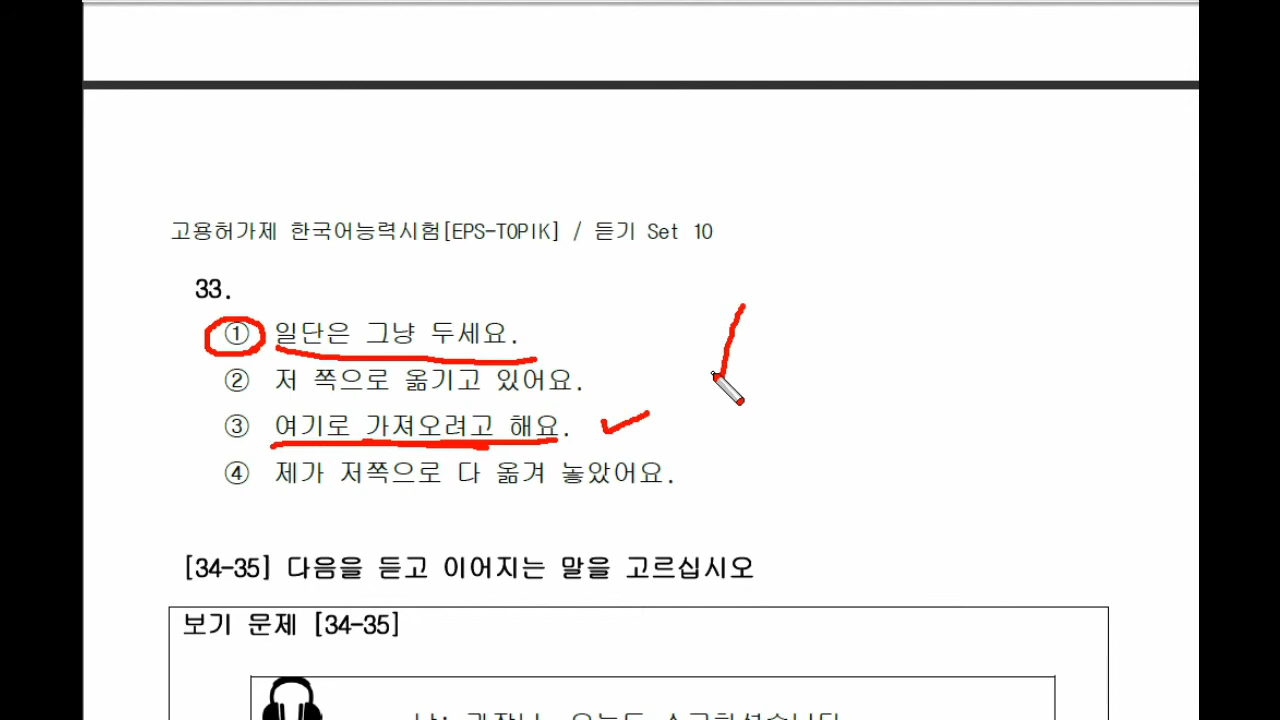 고용허가제 한국어능력시험[EPS-TOPIK] / 듣기 Set 10
33.
① 일단은 그냥 두세요.
② 저 쪽으로 옮기고 있어요.
③ 여기로 가져오려고 해요.
④ 제가 저쪽으로 다 옮겨 놓았어요.
[34-35] 다음을 듣고 이어지는 말을 고르십시오
보기 문제 [34-35]